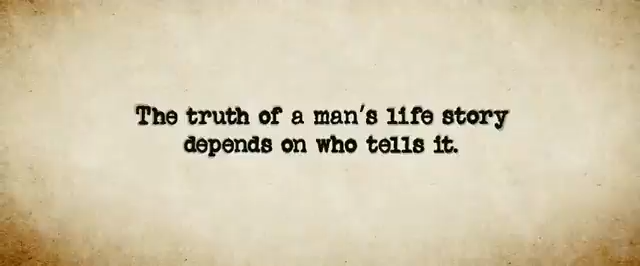 The truth of a man's life story
depends on who tells it.